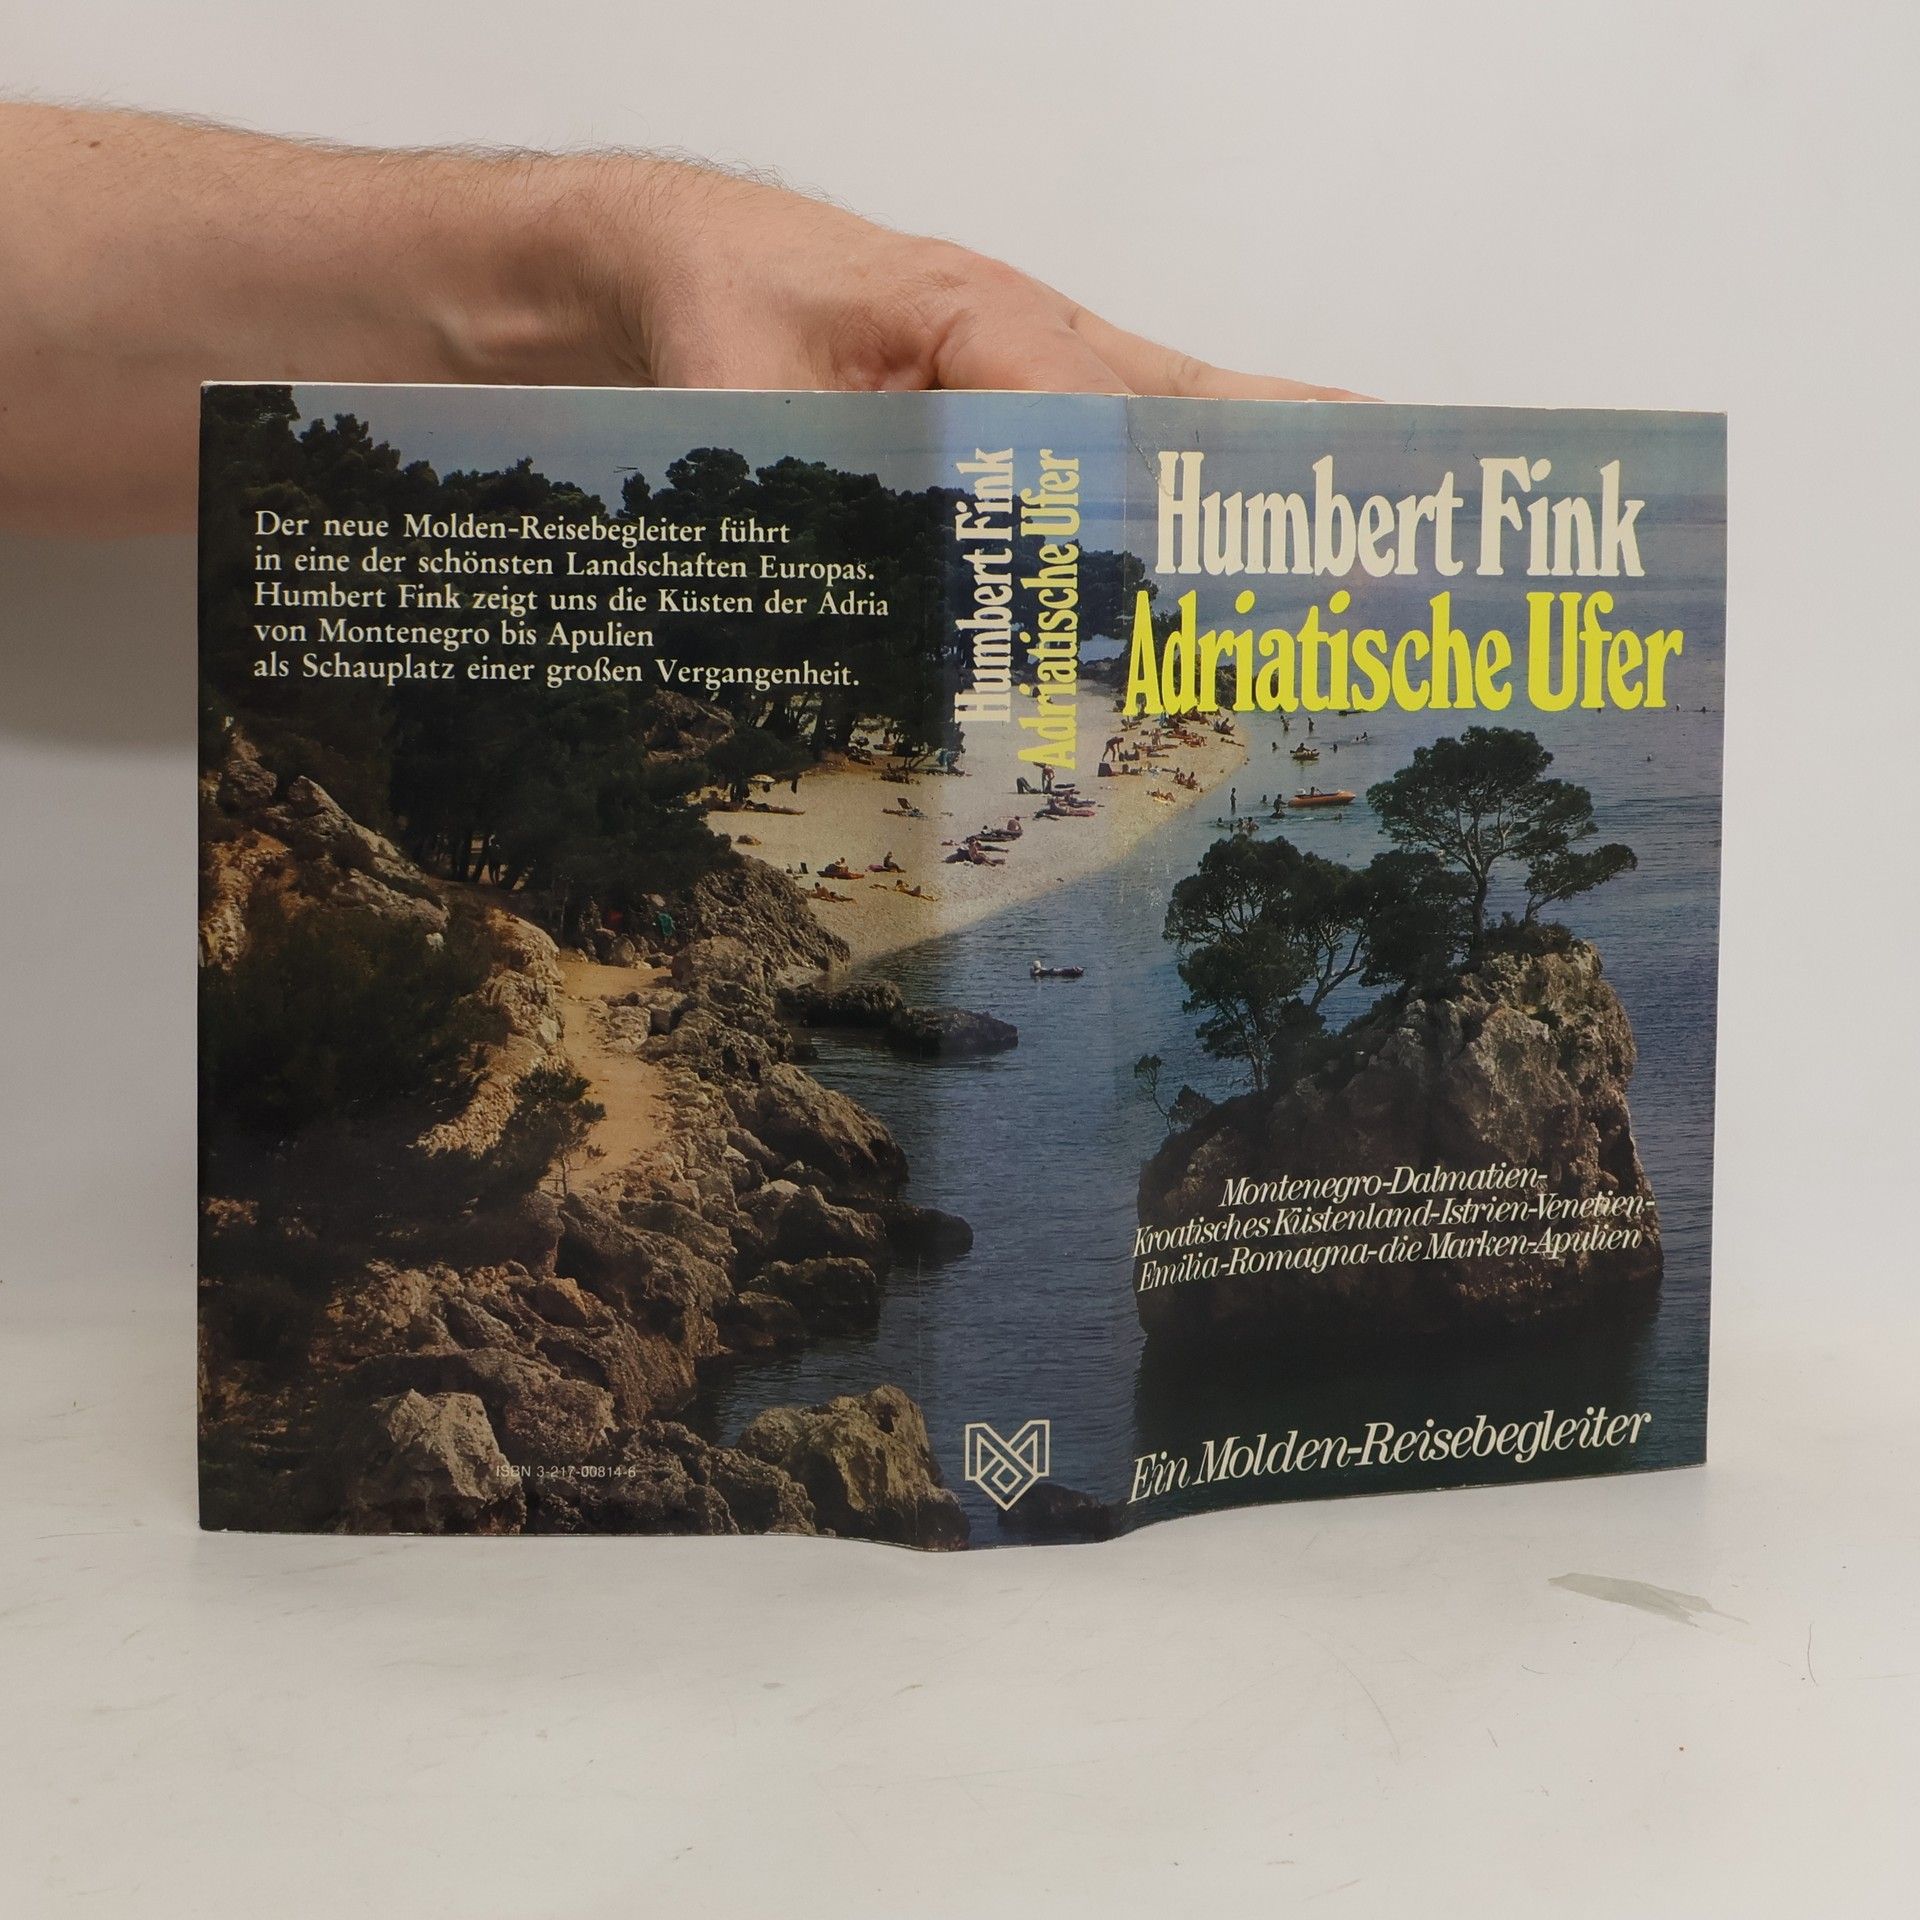 Der neue Molden-Reisebegleiter führt
in eine der schönsten Landschaften Europas.
Humbert Fink zeigt uns die Küsten der Adria
von Montenegro bis Apulien
als Schauplatz einer großen Vergangenheit.
ISBN 3-217-00814-6
Humbert Fink
Adriatische Ufer
Humbert Fink
Adriatische Ufer
Montenegro-Dalmatien-
Kroatisches Küstenland-Istrien-Venetien-
Emilia-Romagna-die Marken-Apulien
Ein Molden-Reisebegleiter